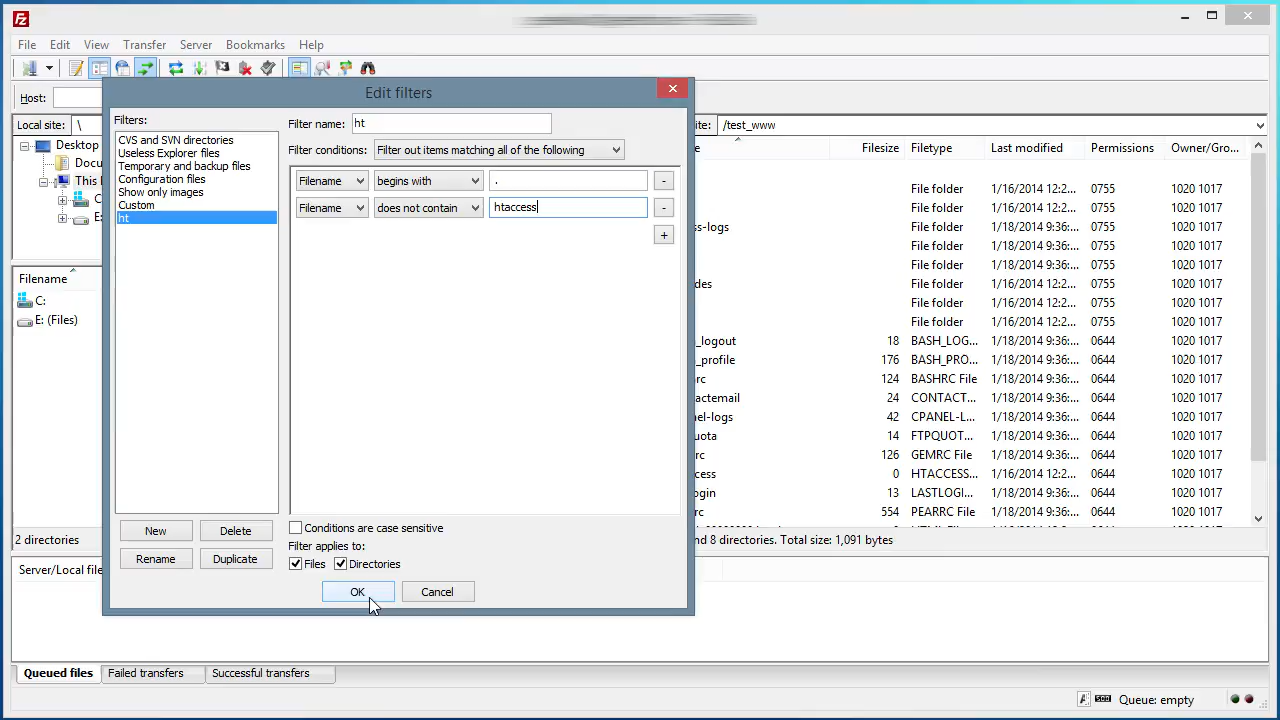 Fz
File Edit View Transfer Server Bookmarks Help
Host:
Edit filters
Filters:
CVS and SVN directories
Useless Explorer files
Temporary and backup files
Configuration files
Show only images
Custom
ht
New Delete
Rename Duplicate
Filter name: ht
Filter conditions: Filter out items matching all of the following
Filename begins with . -
Filename does not contain htaccess -
+
Conditions are case sensitive
Filter applies to:
Files Directories
OK Cancel
Local site: \
Desktop
Docu
This
C
E:
Filename
C:
E: (Files)
2 directories
te: /test_www
e Filesize Filetype Last modified Permissions Owner/Gro...
File folder 1/16/2014 12:2... 0755 1020 1017
File folder 1/16/2014 12:2... 0755 1020 1017
ss-logs File folder 1/18/2014 9:36:... 0755 1020 1017
File folder 1/18/2014 9:36:... 0755 1020 1017
File folder 1/18/2014 9:36:... 0755 1020 1017
des File folder 1/16/2014 12:2... 0755 1020 1017
File folder 1/16/2014 12:2... 0755 1020 1017
File folder 1/16/2014 12:2... 0755 1020 1017
_logout 18 BASH_LOG... 1/18/2014 9:36:... 0644 1020 1017
_profile 176 BASH_PRO... 1/18/2014 9:36:... 0644 1020 1017
rc 124 BASHRC File 1/18/2014 9:36:... 0644 1020 1017
actemail 24 CONTACT... 1/18/2014 9:36:... 0644 1020 1017
nel-logs 42 CPANEL-L... 1/18/2014 9:36:... 0644 1020 1017
uota 14 FTPQUOT... 1/18/2014 9:36:... 0644 1020 1017
rc 126 GEMRC File 1/18/2014 9:36:... 0644 1020 1017
cess 0 HTACCESS... 1/16/2014 12:2... 0644 1020 1017
ogin 13 LASTLOGI... 1/18/2014 9:36:... 0644 1020 1017
rc 554 PEARRC File 1/18/2014 9:36:... 0644 1020 1017
and 8 directories. Total size: 1,091 bytes
Server/Local file
Queued files Failed transfers Successful transfers
Queue: empty